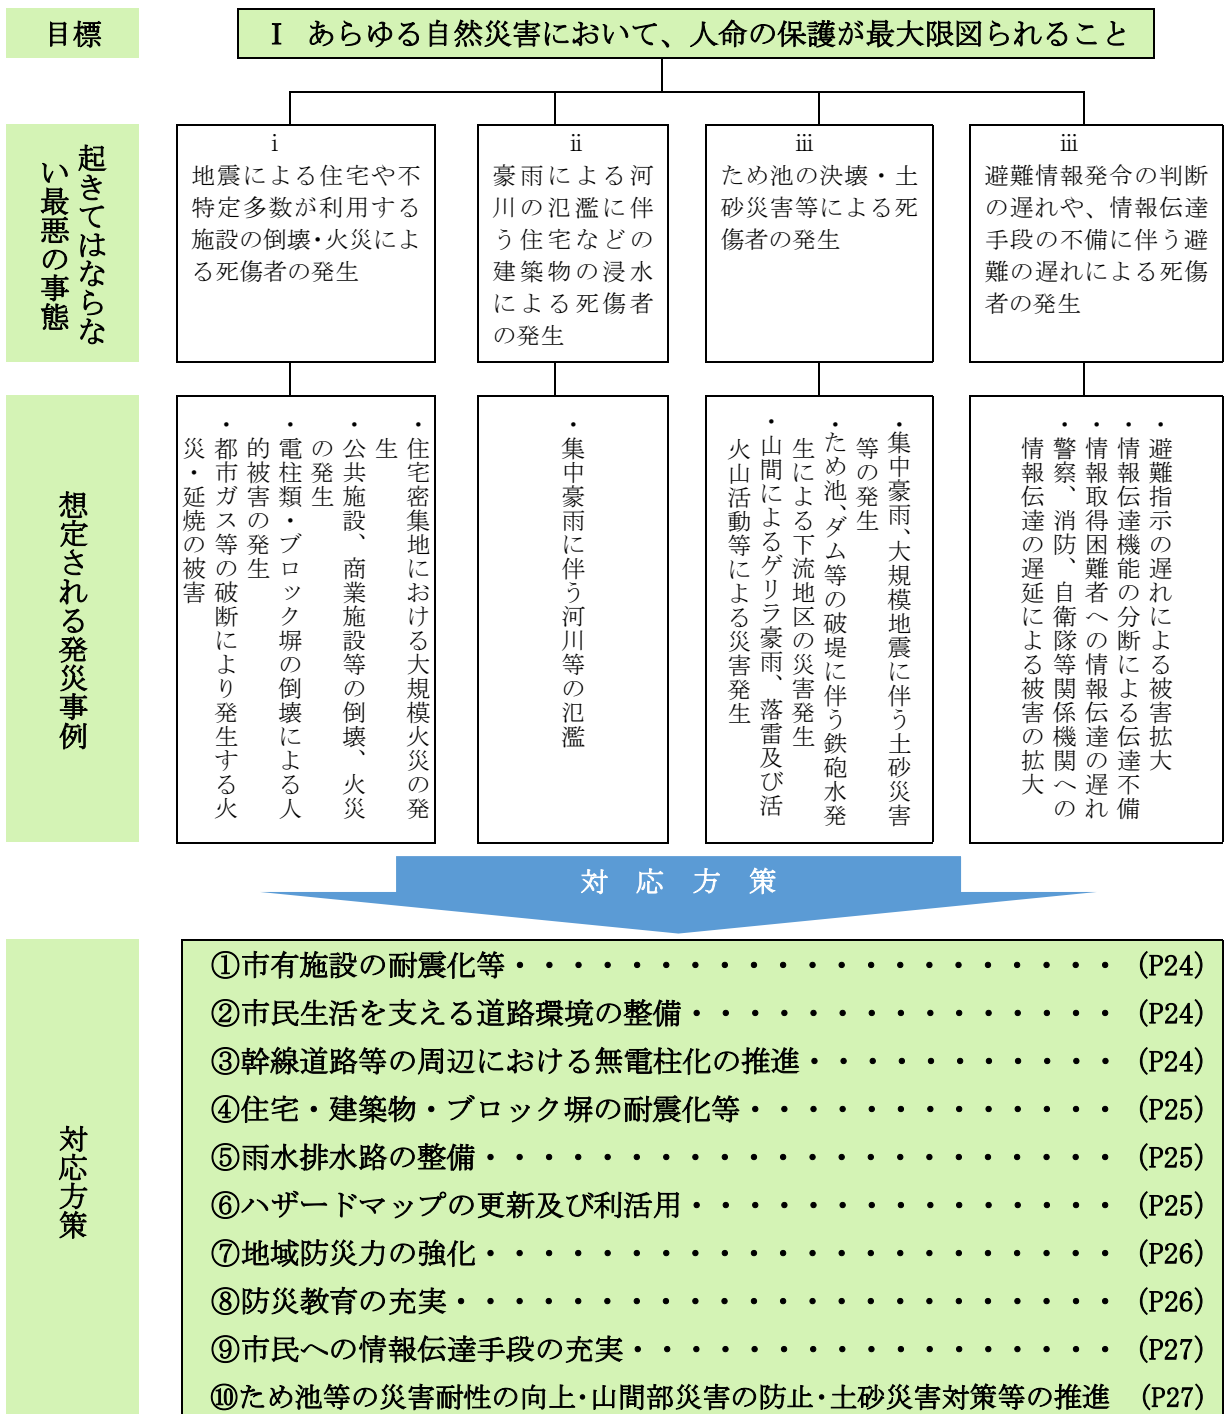 目標
Ⅰ あらゆる自然災害において、人命の保護が最大限図られること
起きてはならな
い最悪の事態
ⅰ
地震による住宅や不
特定多数が利用する
施設の倒壊・火災によ
る死傷者の発生
ⅱ
豪雨による河
川の氾濫に伴
う住宅などの
建築物の浸水
による死傷者
の発生
ⅲ
ため池の決壊・土
砂災害等による死
傷者の発生
ⅲ
避難情報発令の判断
の遅れや、情報伝達
手段の不備に伴う避
難の遅れによる死傷
者の発生
想定される発災事例
・住宅密集地における大規模火災の発
生
・公共施設、商業施設等の倒壊、火災
の発生
・電柱類・ブロック塀の倒壊による人
的被害の発生
・都市ガス等の破断により発生する火
災・延焼の被害
・集中豪雨に伴う河川等の氾濫
・集中豪雨、大規模地震に伴う土砂災害
等の発生
・ため池、ダム等の破堤に伴う鉄砲水発
生による下流地区の災害発生
・山間によるゲリラ豪雨、落雷及び活
火山活動等による災害発生
・避難指示の遅れによる被害拡大
・情報伝達機能の分断による伝達不備
・情報取得困難者への情報伝達の遅れ
・警察、消防、自衛隊等関係機関への
情報伝達の遅延による被害の拡大
対応方策
対応方策
①市有施設の耐震化等・・・・・・・・・・・・・・・・・・・・・(P24)
②市民生活を支える道路環境の整備・・・・・・・・・・・・・・・(P24)
③幹線道路等の周辺における無電柱化の推進・・・・・・・・・・・(P24)
④住宅・建築物・ブロック塀の耐震化等・・・・・・・・・・・・・(P25)
⑤雨水排水路の整備・・・・・・・・・・・・・・・・・・・・・・(P25)
⑥ハザードマップの更新及び利活用・・・・・・・・・・・・・・・(P25)
⑦地域防災力の強化・・・・・・・・・・・・・・・・・・・・・・(P26)
⑧防災教育の充実・・・・・・・・・・・・・・・・・・・・・・・(P26)
⑨市民への情報伝達手段の充実・・・・・・・・・・・・・・・・・(P27)
⑩ため池等の災害耐性の向上・山間部災害の防止・土砂災害対策等の推進 (P27)